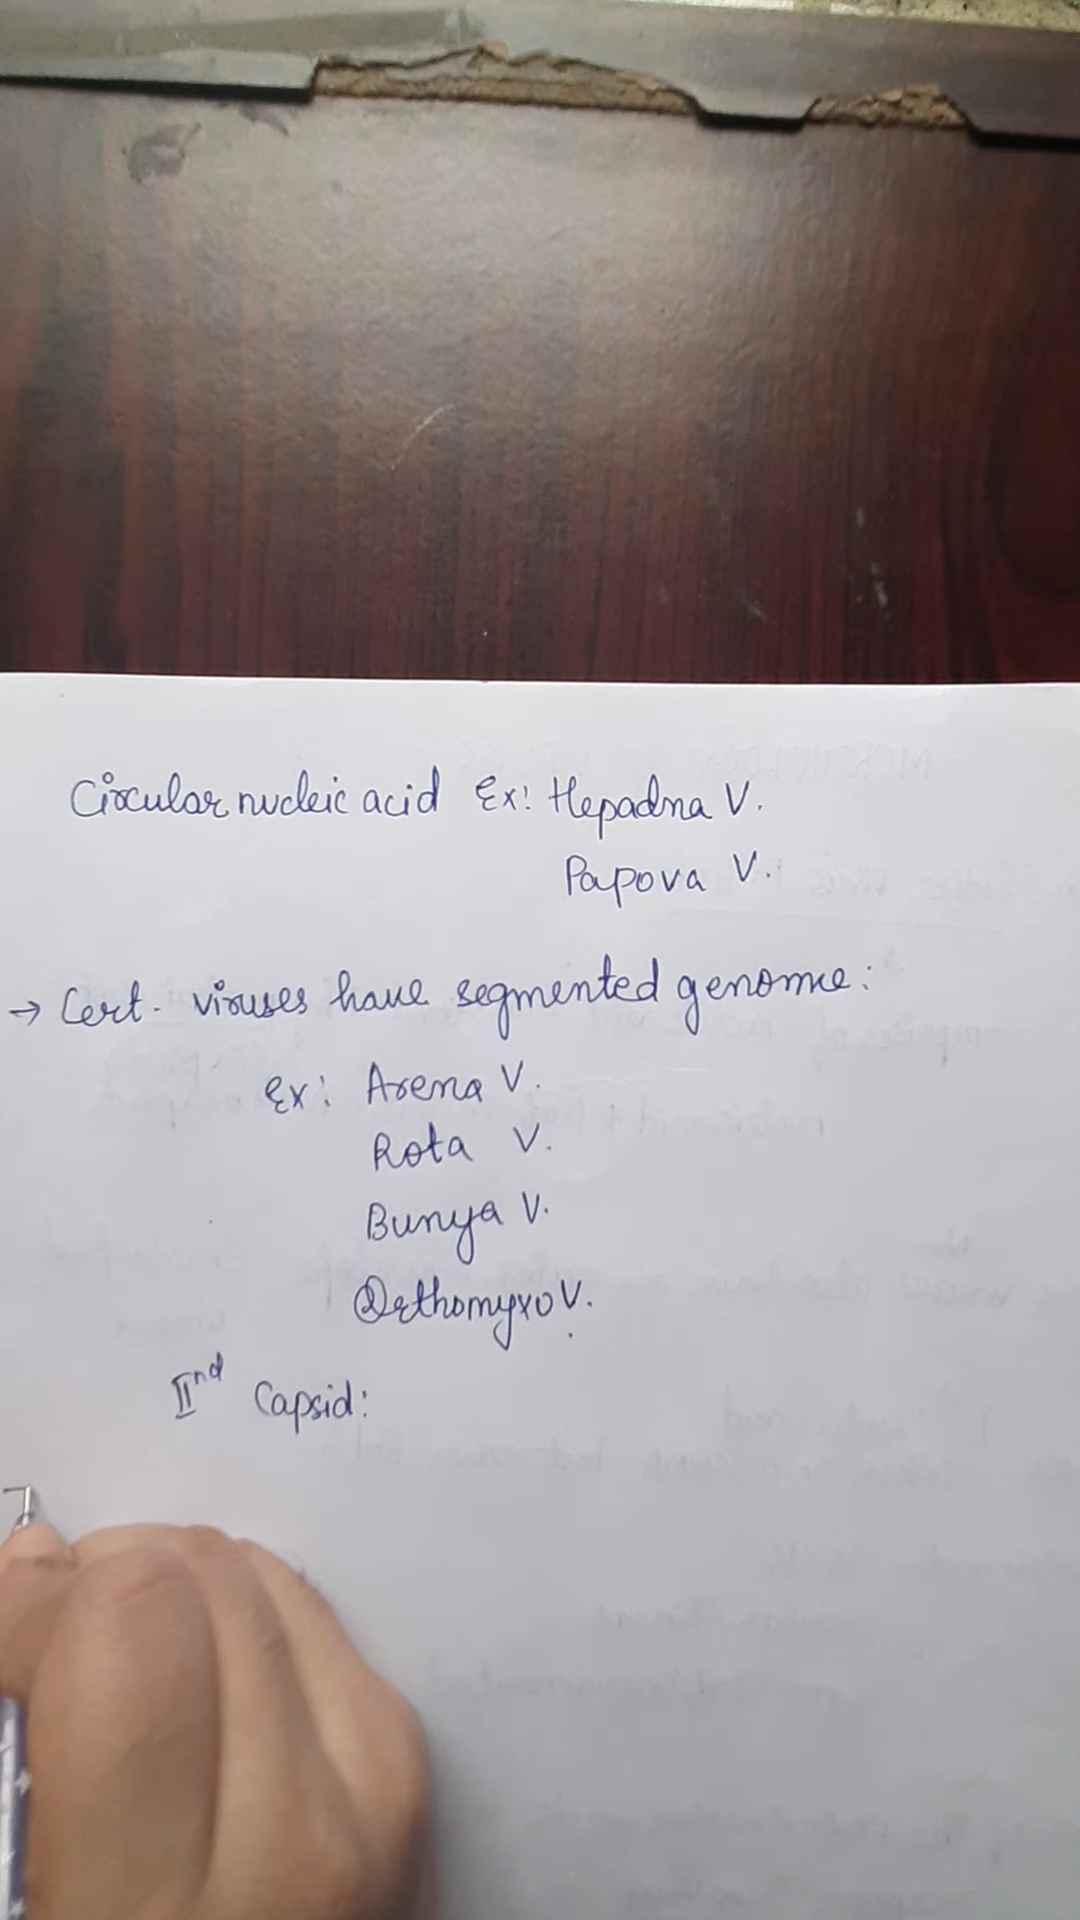 Circular nucleic acid Ex: Hepadna V.
Papova V.
→ Cert. viruses have segmented genome:
Ex: Arena V.
Rota V.
Bunya V.
Orthomyxo V.
IInd Capsid: